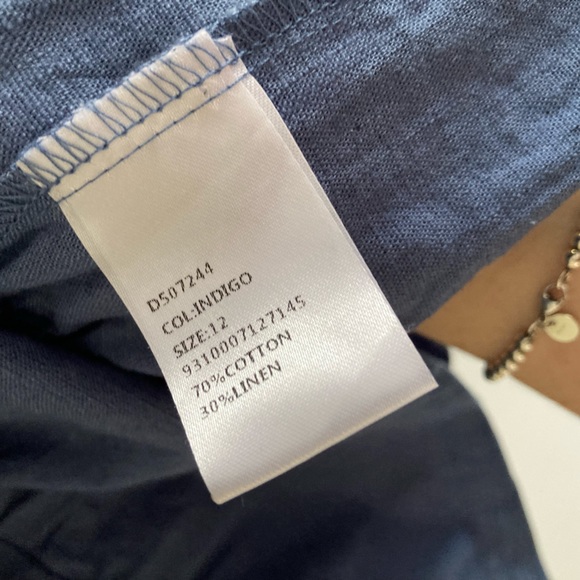 D507244
COL:INDIGO
SIZE:12
9310007127145
70%COTTON
30%LINEN